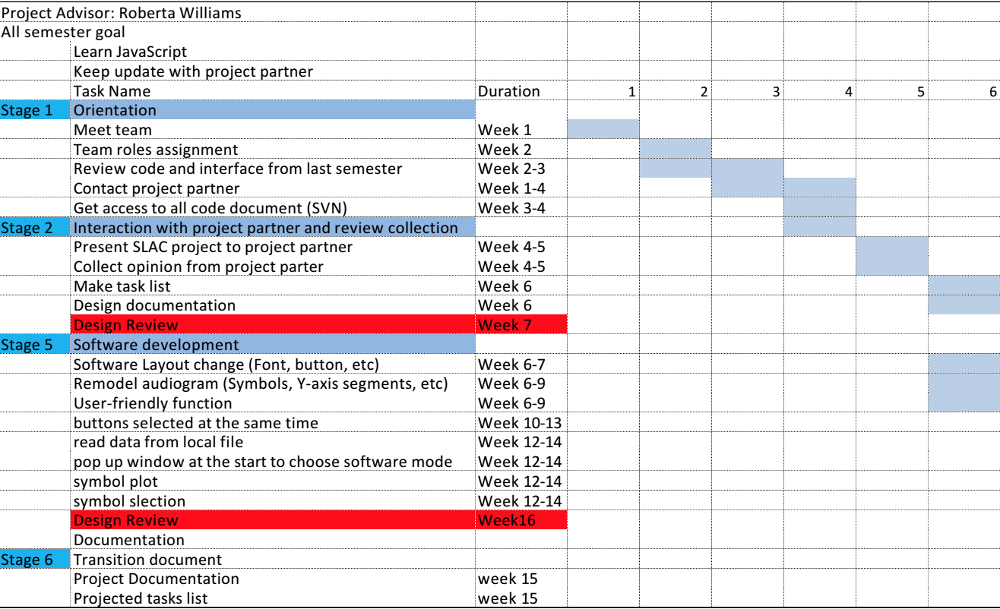 Project Advisor: Roberta Williams
All semester goal
Learn JavaScript
Keep update with project partner
Task Name Duration 1 2 3 4 5 6
Stage 1 Orientation
Meet team Week 1
Team roles assignment Week 2
Review code and interface from last semester Week 2-3
Contact project partner Week 1-4
Get access to all code document (SVN) Week 3-4
Stage 2 Interaction with project partner and review collection
Present SLAC project to project partner Week 4-5
Collect opinion from project parter Week 4-5
Make task list Week 6
Design documentation Week 6
Design Review Week 7
Stage 5 Software development
Software Layout change (Font, button, etc) Week 6-7
Remodel audiogram (Symbols, Y-axis segments, etc) Week 6-9
User-friendly function Week 6-9
buttons selected at the same time Week 10-13
read data from local file Week 12-14
pop up window at the start to choose software mode Week 12-14
symbol plot Week 12-14
symbol slection Week 12-14
Design Review Week16
Documentation
Stage 6 Transition document
Project Documentation week 15
Projected tasks list week 15